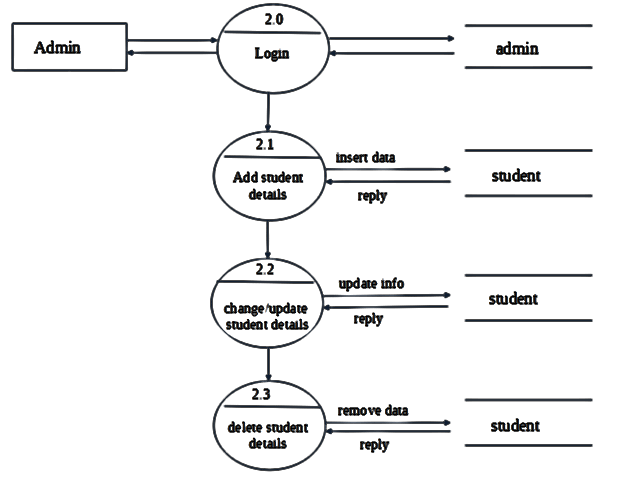 2.0
Admin
Login
admin
2.1
insert data
Add student
details
student
reply
2.2
update info
change/update
student details
student
reply
2.3
remove data
delete student
details
student
reply